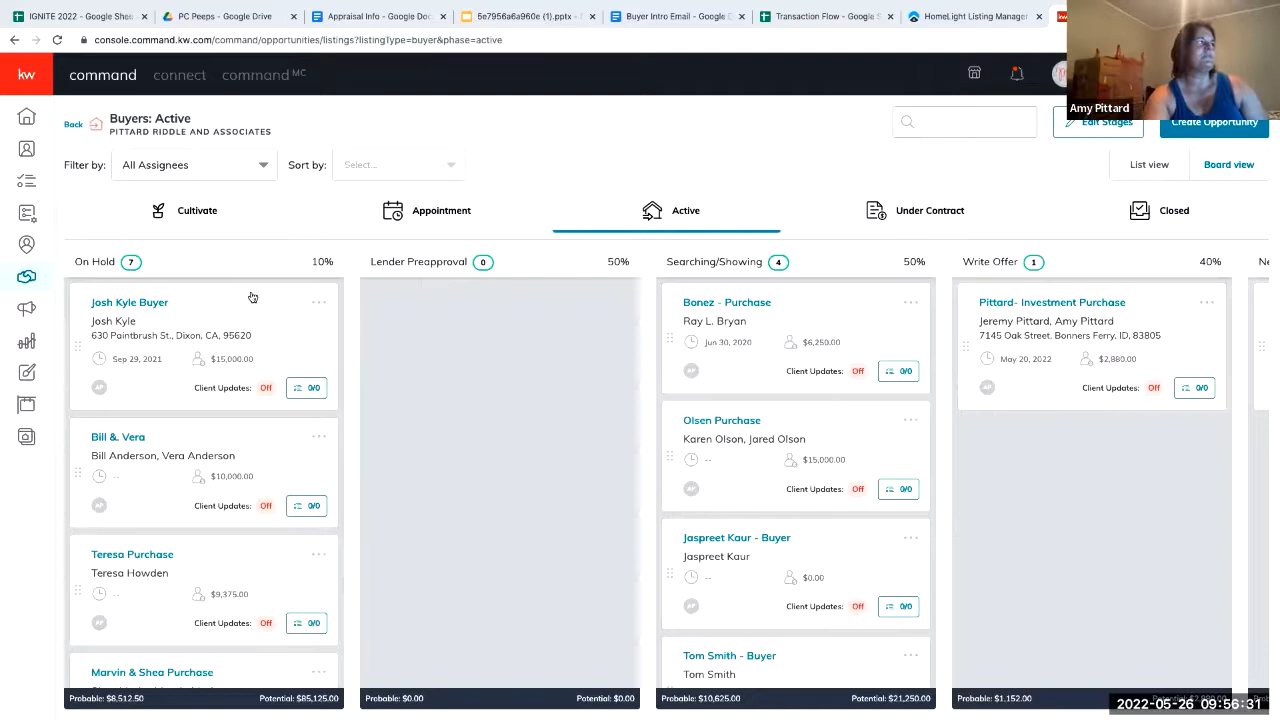 IGNITE 2022 - Google Shee
PC Peeps - Google Drive
Appraisal Info - Google Doc
5e7956a6a960e (1).pptx - 
Buyer Intro Email - Google
Transaction Flow - Google S
HomeLight Listing Manager
console.command.kw.com/command/opportunities/listings?listingType=buyer&phase=active
kw
command
connect
command MC
Amy Pittard
Back
Buyers: Active
PITTARD RIDDLE AND ASSOCIATES
Edit Stages
Create Opportunity
Filter by:
All Assignees
Sort by:
Select...
List view
Board view
Cultivate
Appointment
Active
Under Contract
Closed
On Hold 7 10%
Lender Preapproval 0 50%
Searching/Showing 4 50%
Write Offer 1 40%
Ne
Josh Kyle Buyer
Josh Kyle
630 Paintbrush St., Dixon, CA, 95620
Sep 29, 2021
$15,000.00
AP
Client Updates: Off
0/0
Bill &. Vera
Bill Anderson, Vera Anderson
--
$10,000.00
AP
Client Updates: Off
0/0
Teresa Purchase
Teresa Howden
--
$9,375.00
AP
Client Updates: Off
0/0
Marvin & Shea Purchase
Probable: $8,512.50
Potential: $85,125.00
Probable: $0.00
Potential: $0.00
Bonez - Purchase
Ray L. Bryan
Jun 30, 2020
$6,250.00
AP
Client Updates: Off
0/0
Olsen Purchase
Karen Olson, Jared Olson
--
$15,000.00
AP
Client Updates: Off
0/0
Jaspreet Kaur - Buyer
Jaspreet Kaur
--
$0.00
AP
Client Updates: Off
0/0
Tom Smith - Buyer
Tom Smith
Probable: $10,625.00
Potential: $21,250.00
Pittard- Investment Purchase
Jeremy Pittard, Amy Pittard
7145 Oak Street, Bonners Ferry, ID, 83805
May 20, 2022
$2,880.00
AP
Client Updates: Off
0/0
Probable: $1,152.00
2022-05-26 09:56:31